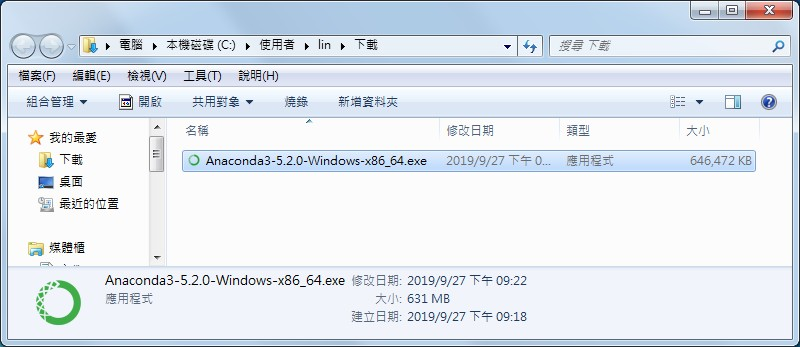 電腦 ▸ 本機磁碟 (C:) ▸ 使用者 ▸ lin ▸ 下載
搜尋 下載
檔案(F) 編輯(E) 檢視(V) 工具(T) 說明(H)
組合管理 開啟 共用對象 燒錄 新增資料夾
我的最愛
下載
桌面
最近的位置
媒體櫃
名稱 修改日期 類型 大小
Anaconda3-5.2.0-Windows-x86_64.exe 2019/9/27 下午 0... 應用程式 646,472 KB
Anaconda3-5.2.0-Windows-x86_64.exe 修改日期: 2019/9/27 下午 09:22
應用程式 大小: 631 MB
建立日期: 2019/9/27 下午 09:18